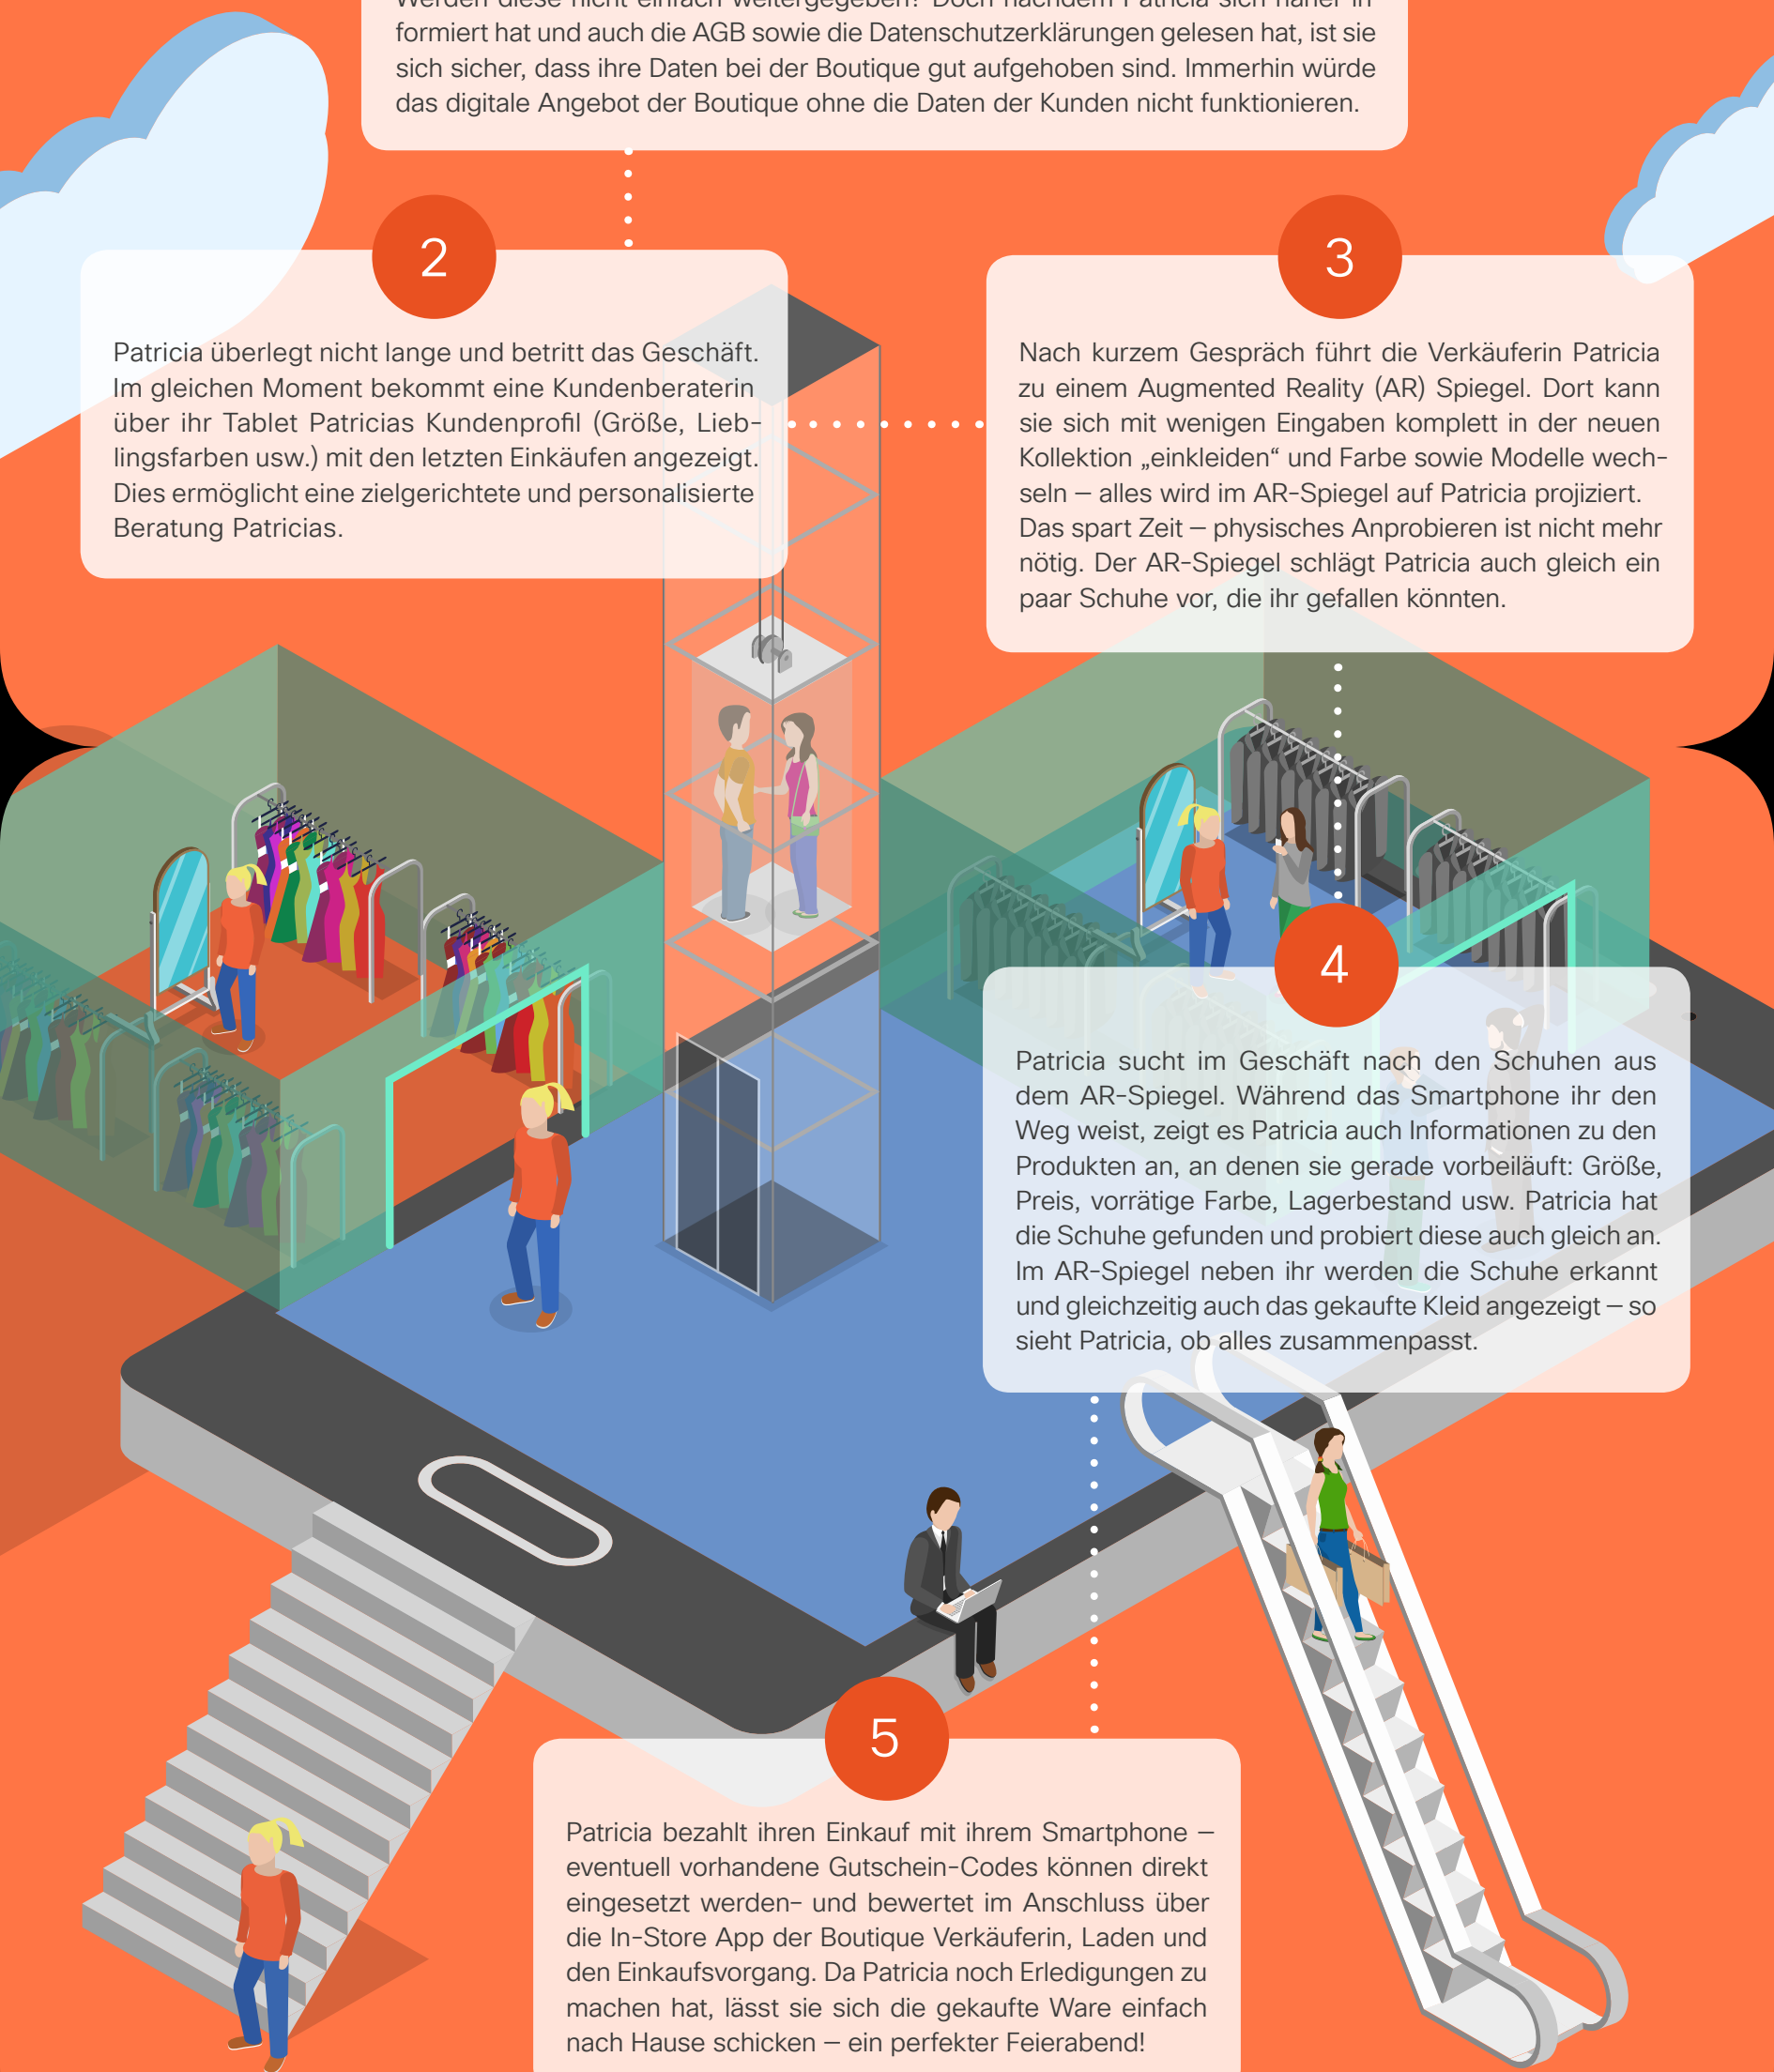 Werden diese nicht einfach weitergegeben? Doch nachdem Patricia sich näher in-
formiert hat und auch die AGB sowie die Datenschutzerklärungen gelesen hat, ist sie
sich sicher, dass ihre Daten bei der Boutique gut aufgehoben sind. Immerhin würde
das digitale Angebot der Boutique ohne die Daten der Kunden nicht funktionieren.
2
Patricia überlegt nicht lange und betritt das Geschäft.
Im gleichen Moment bekommt eine Kundenberaterin
über ihr Tablet Patricias Kundenprofil (Größe, Lieb-
lingsfarben usw.) mit den letzten Einkäufen angezeigt.
Dies ermöglicht eine zielgerichtete und personalisierte
Beratung Patricias.
3
Nach kurzem Gespräch führt die Verkäuferin Patricia
zu einem Augmented Reality (AR) Spiegel. Dort kann
sie sich mit wenigen Eingaben komplett in der neuen
Kollektion „einkleiden“ und Farbe sowie Modelle wech-
seln – alles wird im AR-Spiegel auf Patricia projiziert.
Das spart Zeit – physisches Anprobieren ist nicht mehr
nötig. Der AR-Spiegel schlägt Patricia auch gleich ein
paar Schuhe vor, die ihr gefallen könnten.
4
Patricia sucht im Geschäft nach den Schuhen aus
dem AR-Spiegel. Während das Smartphone ihr den
Weg weist, zeigt es Patricia auch Informationen zu den
Produkten an, an denen sie gerade vorbeiläuft: Größe,
Preis, vorrätige Farbe, Lagerbestand usw. Patricia hat
die Schuhe gefunden und probiert diese auch gleich an.
Im AR-Spiegel neben ihr werden die Schuhe erkannt
und gleichzeitig auch das gekaufte Kleid angezeigt – so
sieht Patricia, ob alles zusammenpasst.
5
Patricia bezahlt ihren Einkauf mit ihrem Smartphone –
eventuell vorhandene Gutschein-Codes können direkt
eingesetzt werden- und bewertet im Anschluss über
die In-Store App der Boutique Verkäuferin, Laden und
den Einkaufsvorgang. Da Patricia noch Erledigungen zu
machen hat, lässt sie sich die gekaufte Ware einfach
nach Hause schicken – ein perfekter Feierabend!